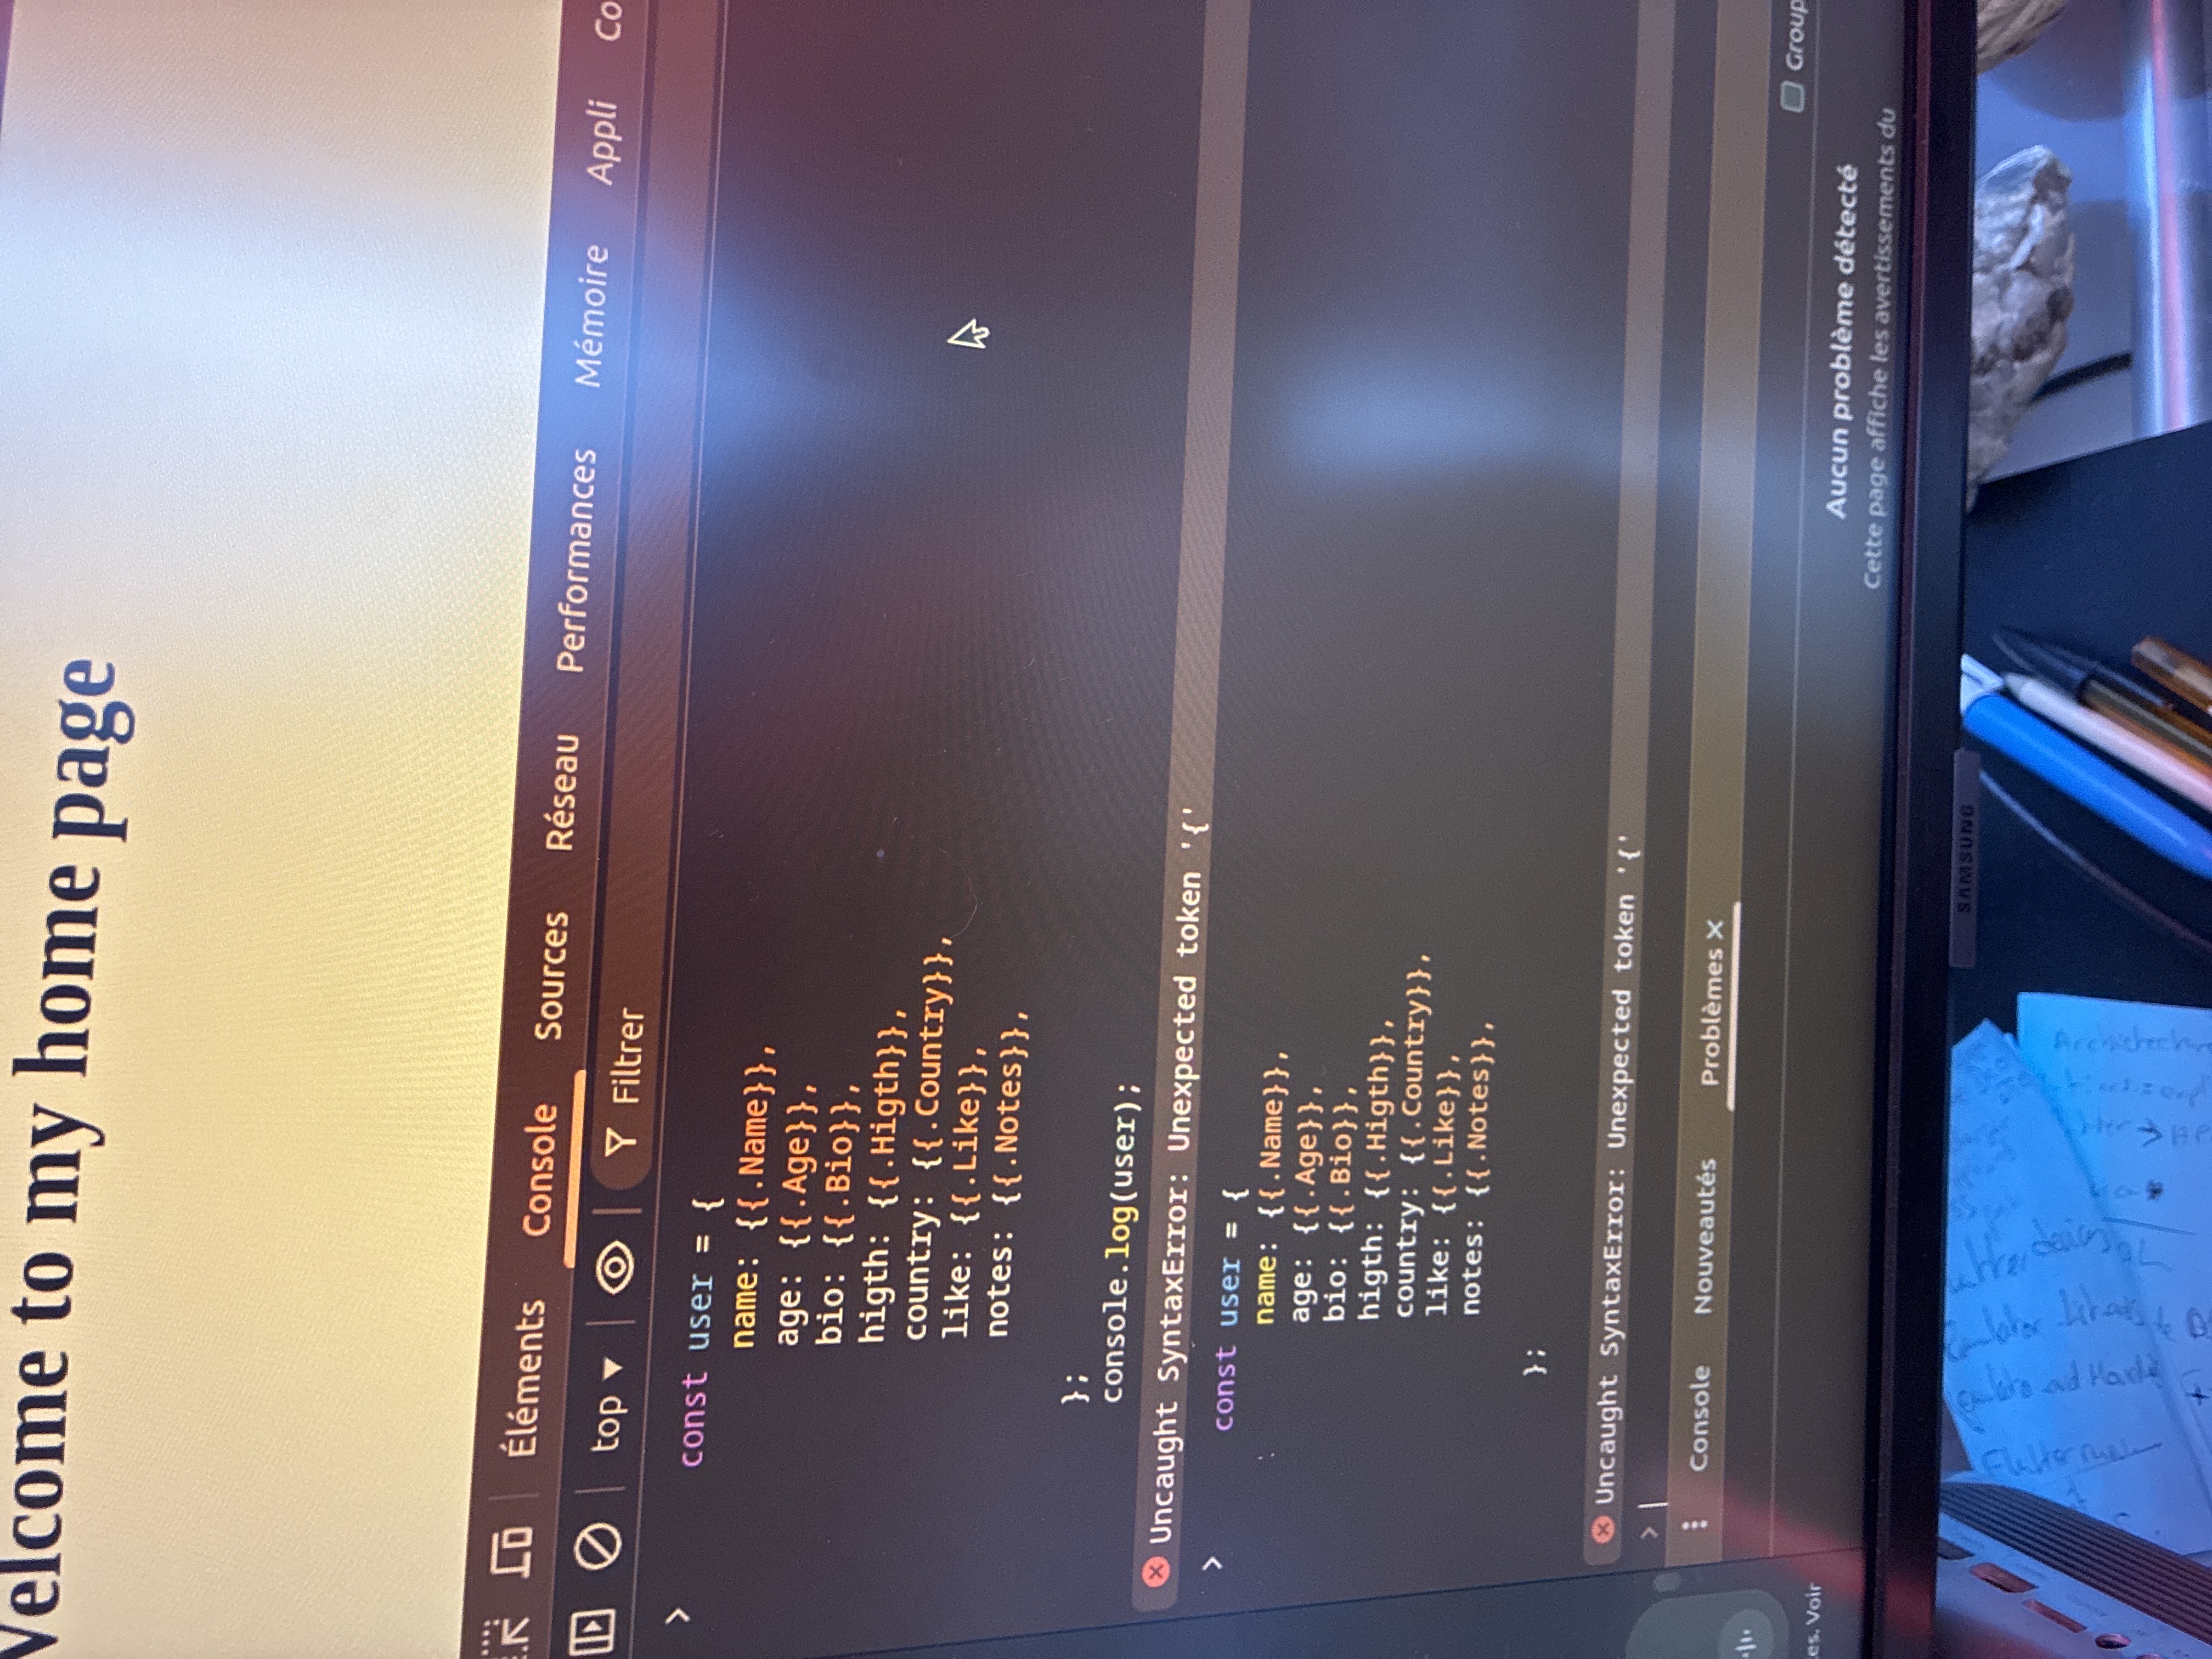 Welcome to my home page
Éléments Console Sources Réseau Performances Mémoire Appli Co
top ▼ Filtrer
> const user = {
name: {{.Name}},
age: {{.Age}},
bio: {{.Bio}},
higth: {{.Higth}},
country: {{.Country}},
like: {{.Like}},
notes: {{.Notes}},
};
console.log(user);
Uncaught SyntaxError: Unexpected token '{'
> const user = {
name: {{.Name}},
age: {{.Age}},
bio: {{.Bio}},
higth: {{.Higth}},
country: {{.Country}},
like: {{.Like}},
notes: {{.Notes}},
};
Uncaught SyntaxError: Unexpected token '{'
>
Console Nouveautés Problèmes ×
Group
es. Voir
Aucun problème détecté
Cette page affiche les avertissements du
SAMSUNG